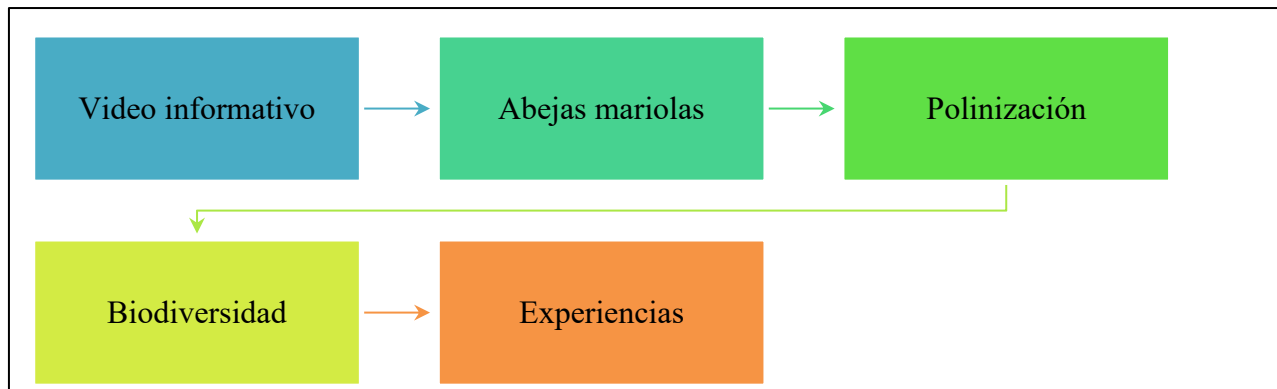 Video informativo
Abejas mariolas
Polinización
Biodiversidad
Experiencias